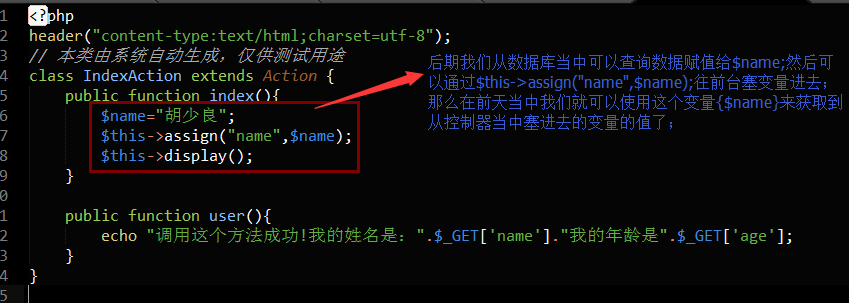 1 <?php
2 header("content-type:text/html;charset=utf-8");
3 // 本类由系统自动生成，仅供测试用途
4 class IndexAction extends Action {
5 public function index(){
6 $name="胡少良";
7 $this->assign("name",$name);
8 $this->display();
9 }
0
1 public function user(){
2 echo "调用这个方法成功!我的姓名是：".$_GET['name']."我的年龄是".$_GET['age'];
3 }
4 }
5
后期我们从数据库当中可以查询数据赋值给$name;然后可
以通过$this->assign("name",$name);往前台塞变量进去;
那么在前天当中我们就可以使用这个变量{$name}来获取到
从控制器当中塞进去的变量的值了;